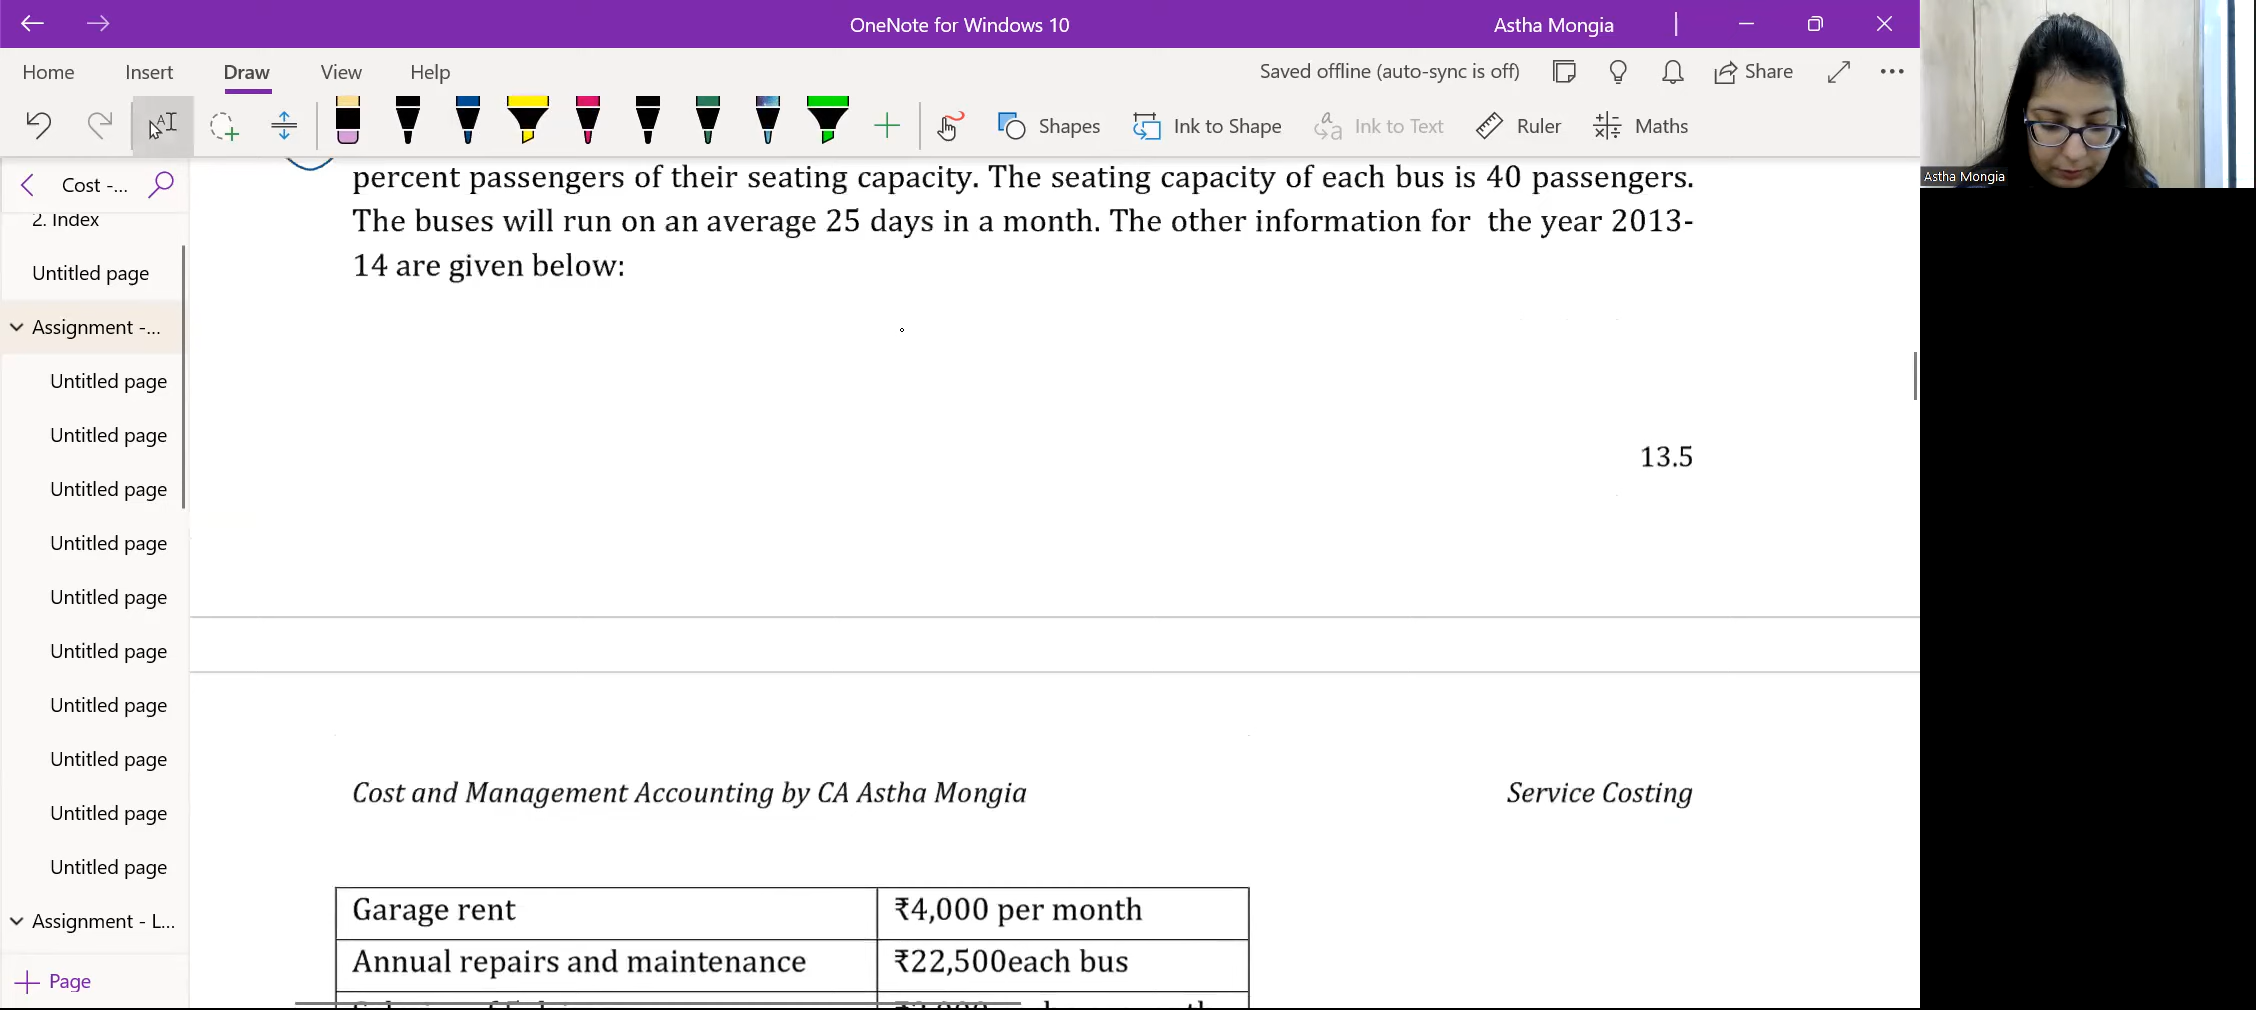 OneNote for Windows 10
Astha Mongia
Home Insert Draw View Help
Saved offline (auto-sync is off)
Share
Shapes
Ink to Shape
Ink to Text
Ruler
Maths
Astha Mongia
Cost -...
2. Index
Untitled page
Assignment -...
Untitled page
Untitled page
Untitled page
Untitled page
Untitled page
Untitled page
Untitled page
Untitled page
Untitled page
Untitled page
Assignment - L...
Page
percent passengers of their seating capacity. The seating capacity of each bus is 40 passengers.
The buses will run on an average 25 days in a month. The other information for the year 2013-
14 are given below:
13.5
Cost and Management Accounting by CA Astha Mongia
Service Costing
Garage rent ₹4,000 per month
Annual repairs and maintenance ₹22,500each bus